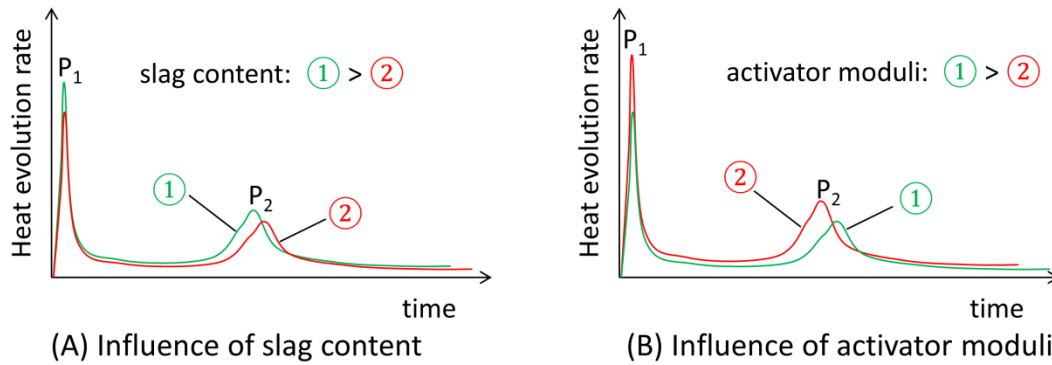 Heat evolution rate
P1
slag content: ① > ②
①
P2
②
time
(A) Influence of slag content
Heat evolution rate
P1
activator moduli: ① > ②
②
P2
①
time
(B) Influence of activator moduli